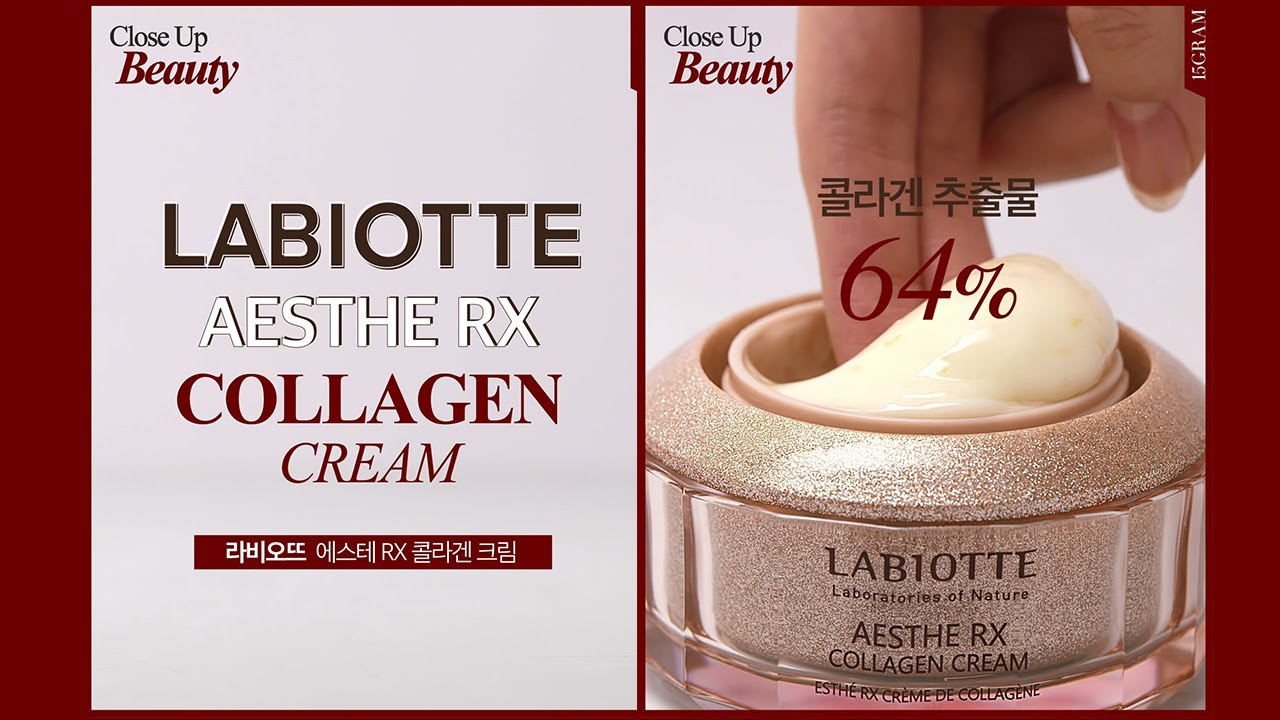 Close Up
Beauty
LABIOTTE
AESTHE RX
COLLAGEN
CREAM
라비오뜨 에스테 RX 콜라겐 크림
Close Up
Beauty
15GRAM
콜라겐 추출물
64%
LABIOTTE
Laboratories of Nature
AESTHE RX
COLLAGEN CREAM
ESTHÉ RX CRÈME DE COLLAGÈNE